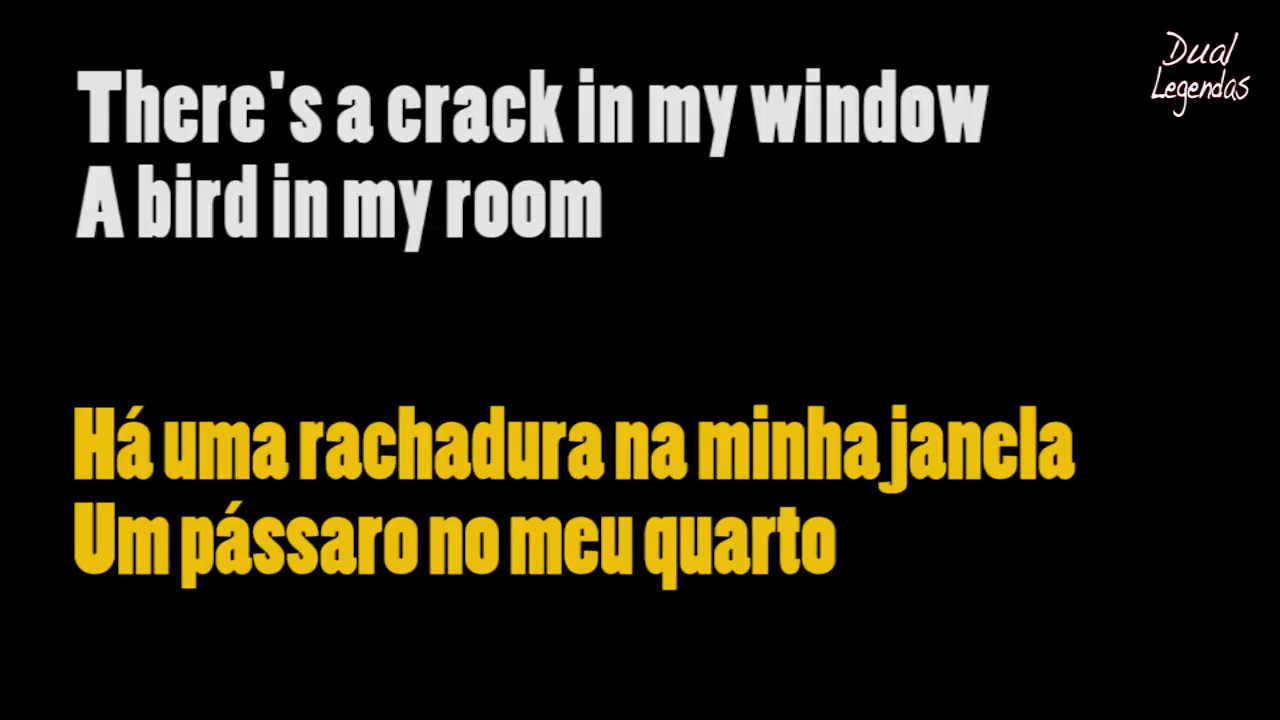 There's a crack in my window
A bird in my room
Há uma rachadura na minha janela
Um pássaro no meu quarto
Dual
Legendas